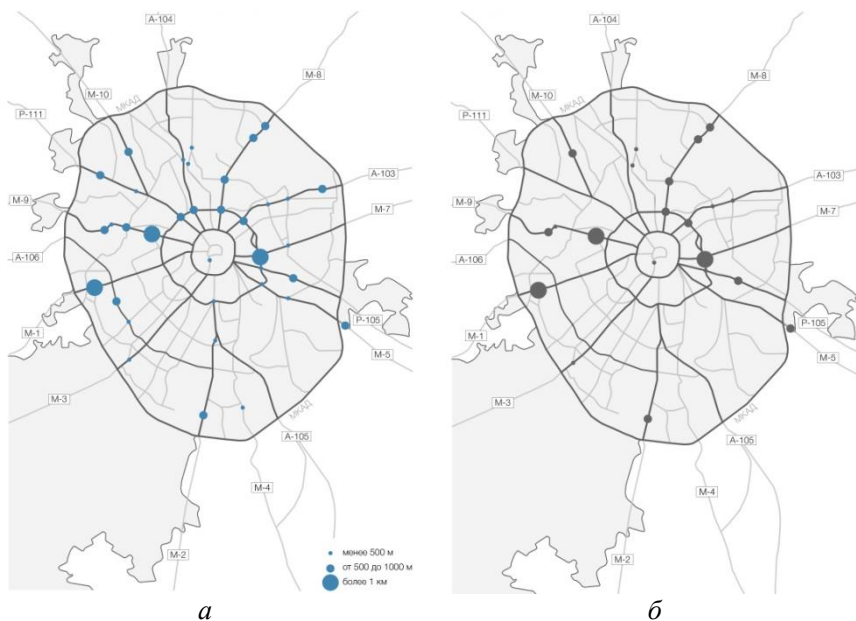 А-104
М-8
М-10
МКАД
Р-111
А-103
М-9
М-7
А-106
Р-105
М-1
М-5
М-3
МКАД
А-105
М-4
М-2
менее 500 м
от 500 до 1000 м
более 1 км
а
А-104
М-8
М-10
МКАД
Р-111
А-103
М-9
М-7
А-106
Р-105
М-1
М-5
М-3
МКАД
А-105
М-4
М-2
б